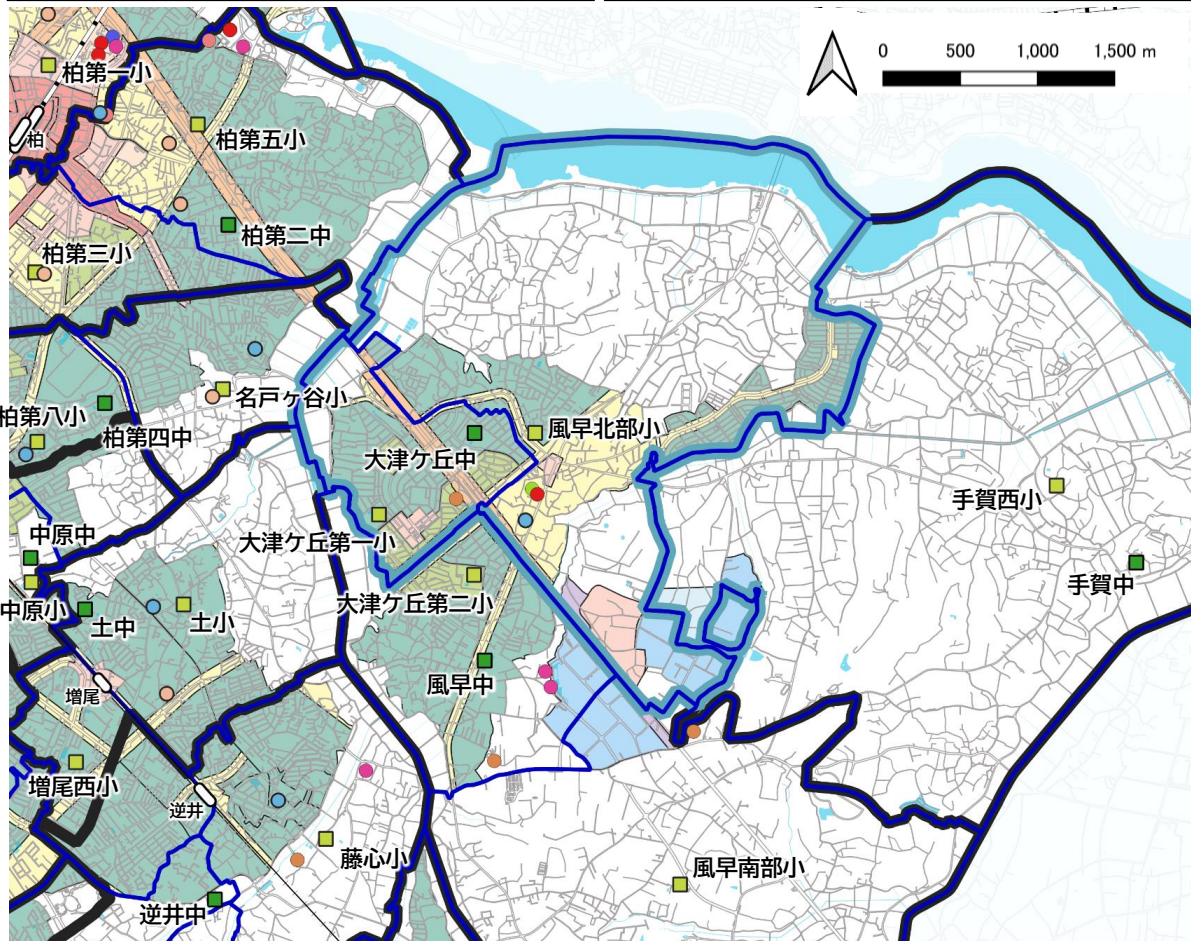 0 500 1,000 1,500 m
柏第一小
柏
柏第五小
柏第二中
柏第三小
名戸ヶ谷小
柏第八小
柏第四中
風早北部小
大津ケ丘中
手賀西小
中原中
大津ケ丘第一小
手賀中
中原小
土中
土小
大津ケ丘第二小
風早中
増尾
増尾西小
逆井
藤心小
風早南部小
逆井中